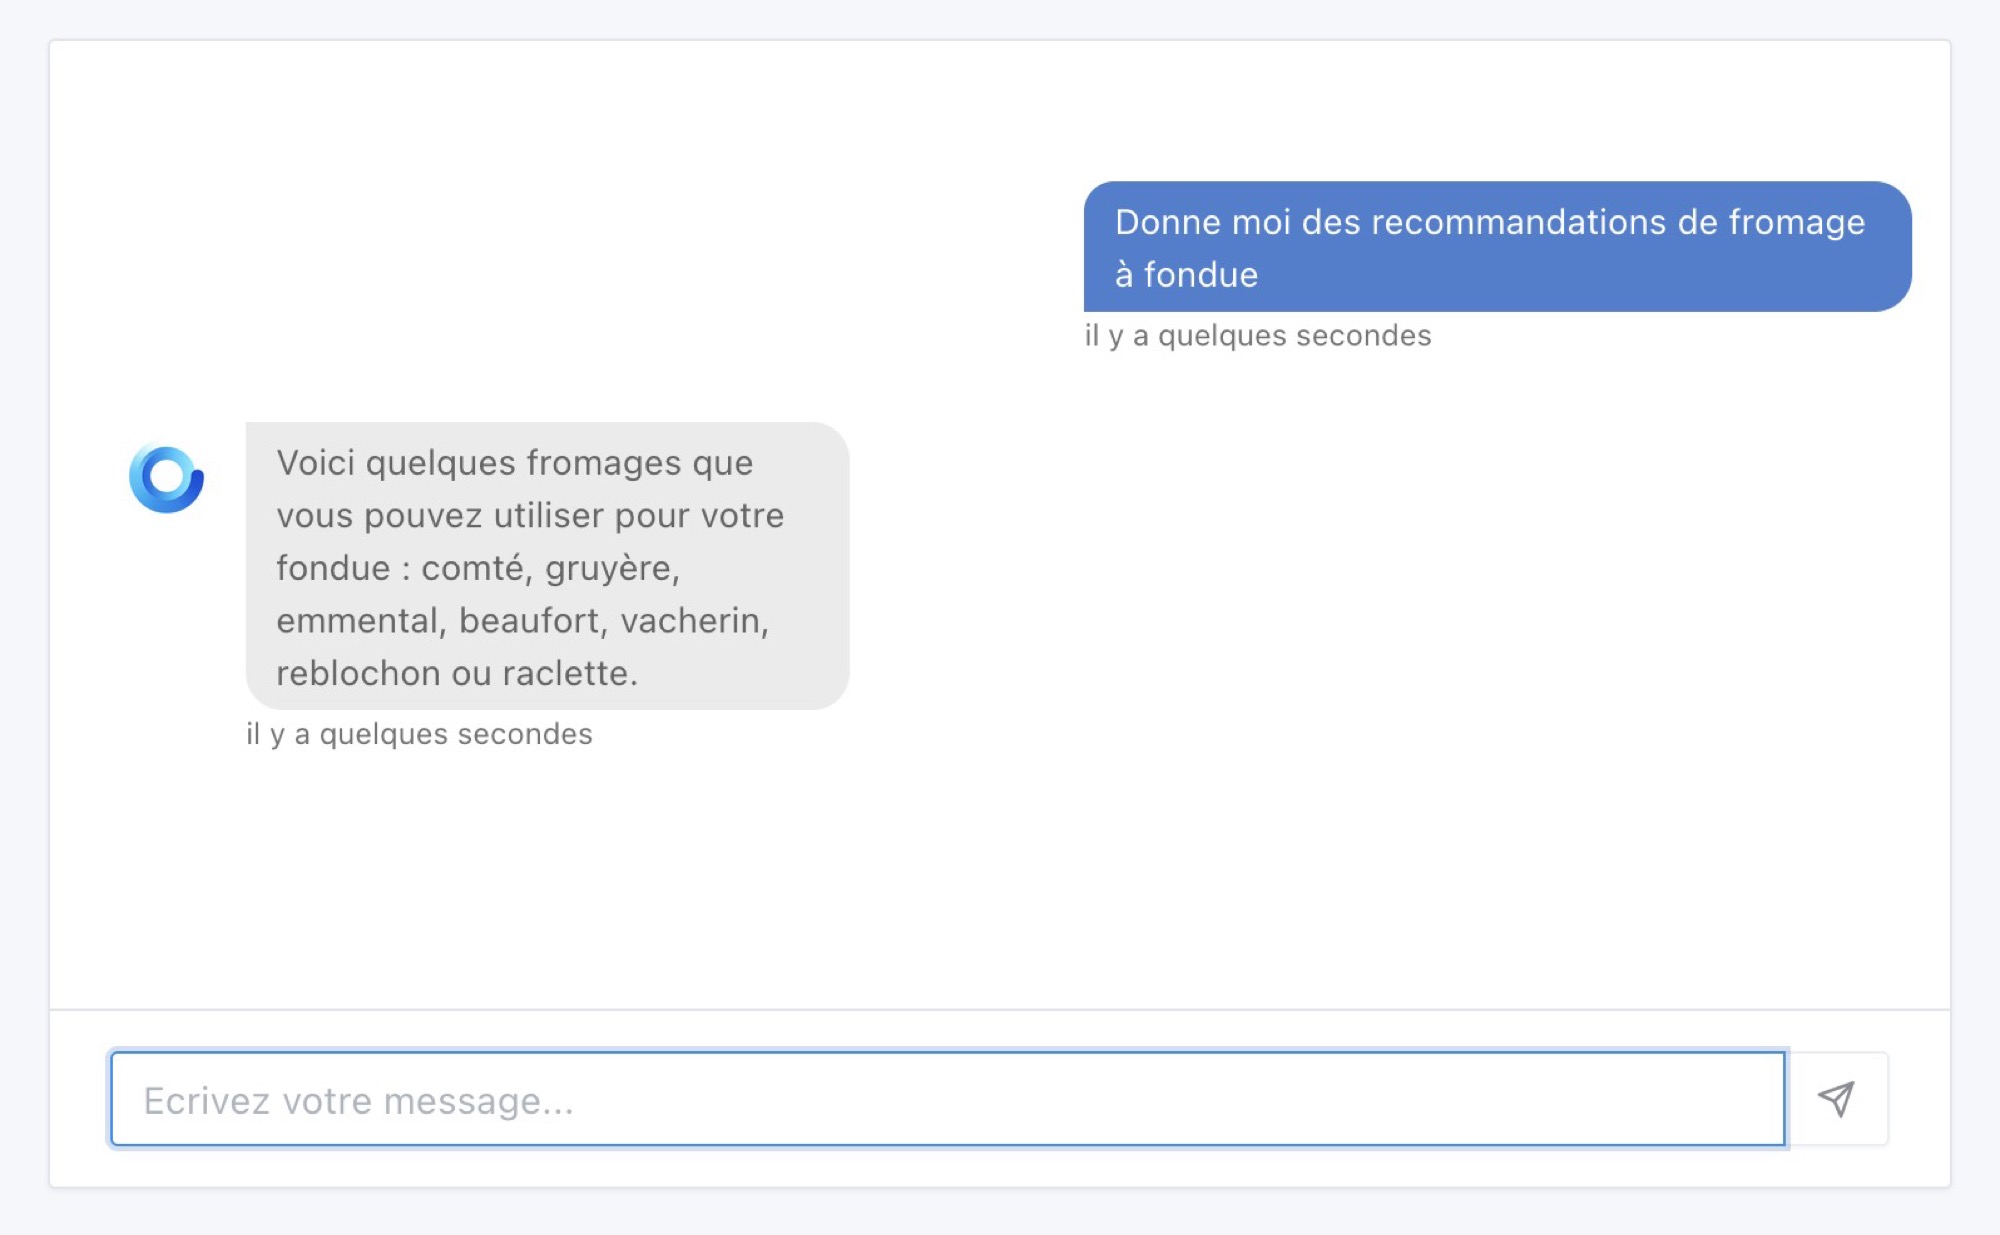 Donne moi des recommandations de fromage
à fondue
il y a quelques secondes
Voici quelques fromages que
vous pouvez utiliser pour votre
fondue : comté, gruyère,
emmental, beaufort, vacherin,
reblochon ou raclette.
il y a quelques secondes
Ecrivez votre message...